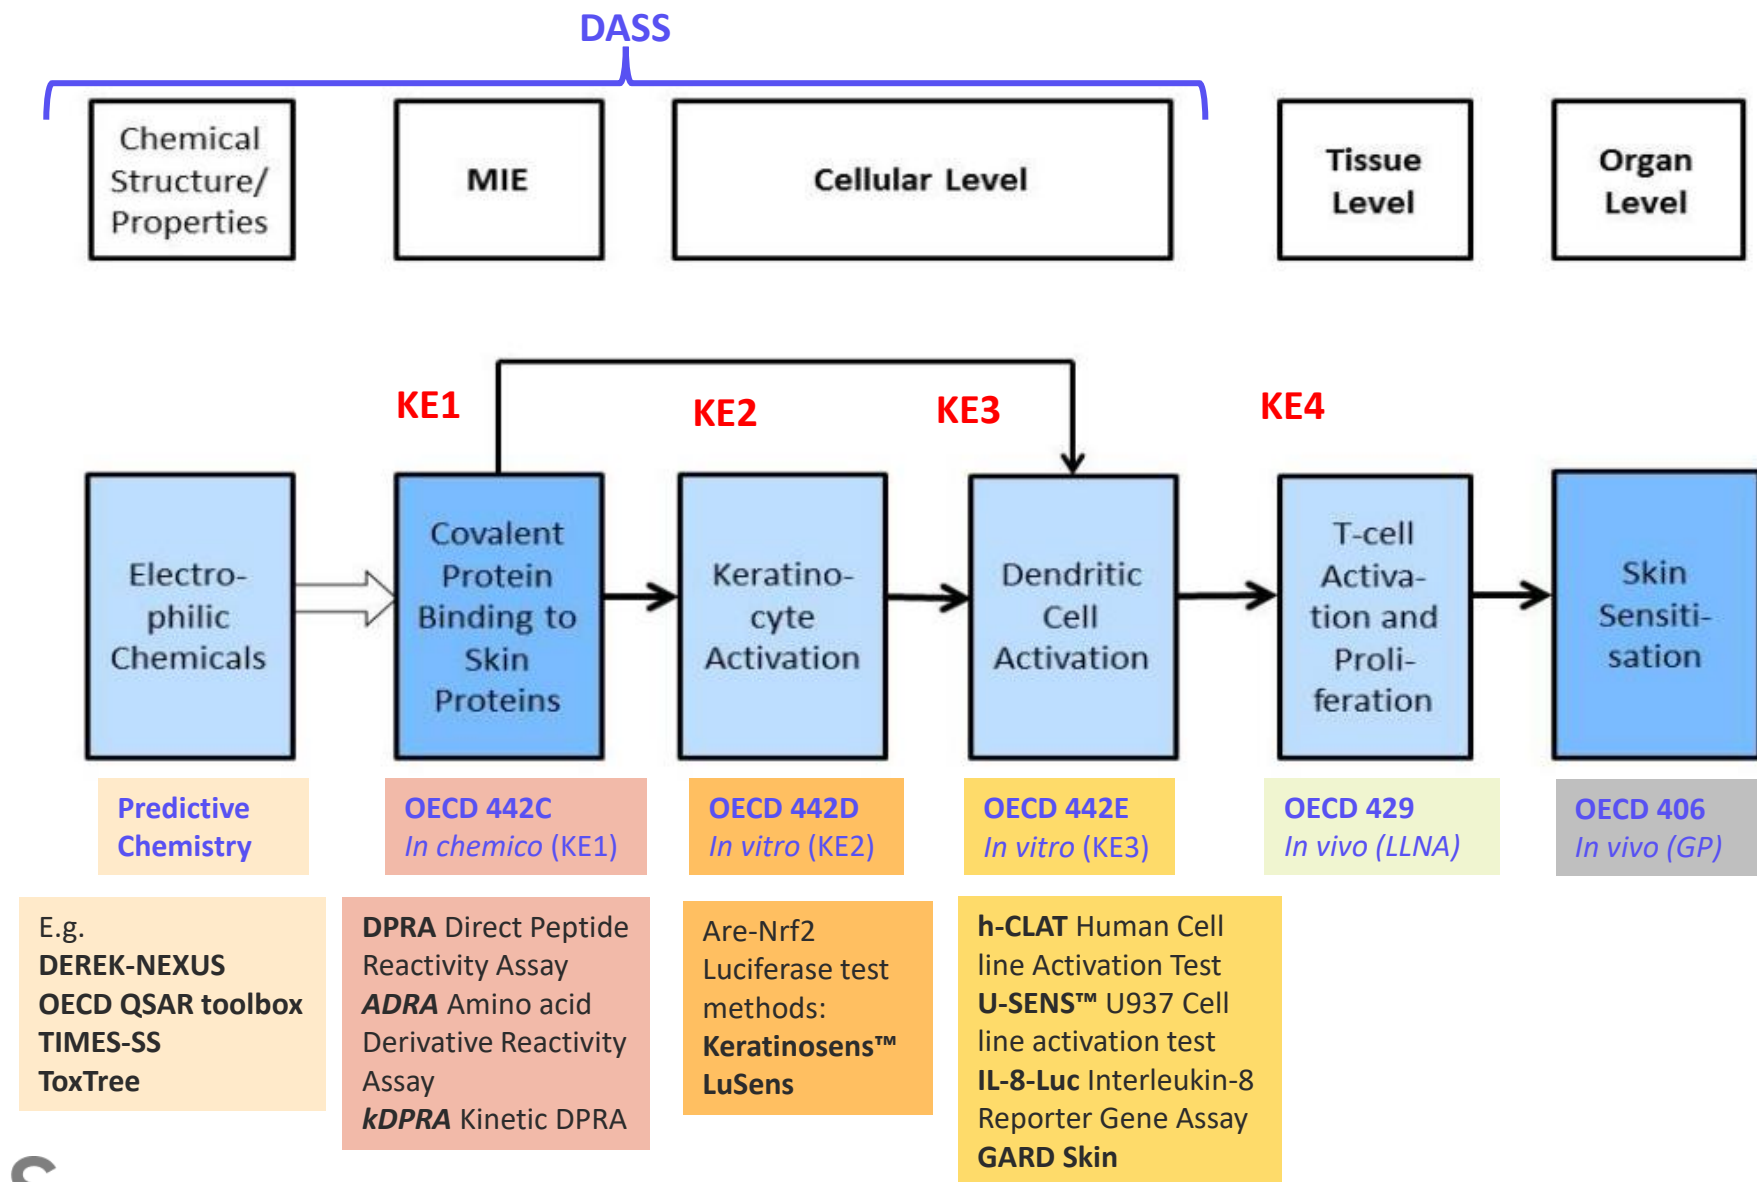 DASS
Chemical
Structure/
Properties
MIE
Cellular Level
Tissue
Level
Organ
Level
KE1
KE2
KE3
KE4
Electro-
philic
Chemicals
Covalent
Protein
Binding to
Skin
Proteins
Keratino-
cyte
Activation
Dendritic
Cell
Activation
T-cell
Activa-
tion and
Proli-
feration
Skin
Sensiti-
sation
Predictive
Chemistry
OECD 442C
In chemico (KE1)
OECD 442D
In vitro (KE2)
OECD 442E
In vitro (KE3)
OECD 429
In vivo (LLNA)
OECD 406
In vivo (GP)
E.g.
DEREK-NEXUS
OECD QSAR toolbox
TIMES-SS
ToxTree
DPRA Direct Peptide
Reactivity Assay
ADRA Amino acid
Derivative Reactivity
Assay
kDPRA Kinetic DPRA
Are-Nrf2
Luciferase test
methods:
Keratinosens™
LuSens
h-CLAT Human Cell
line Activation Test
U-SENS™ U937 Cell
line activation test
IL-8-Luc Interleukin-8
Reporter Gene Assay
GARD Skin